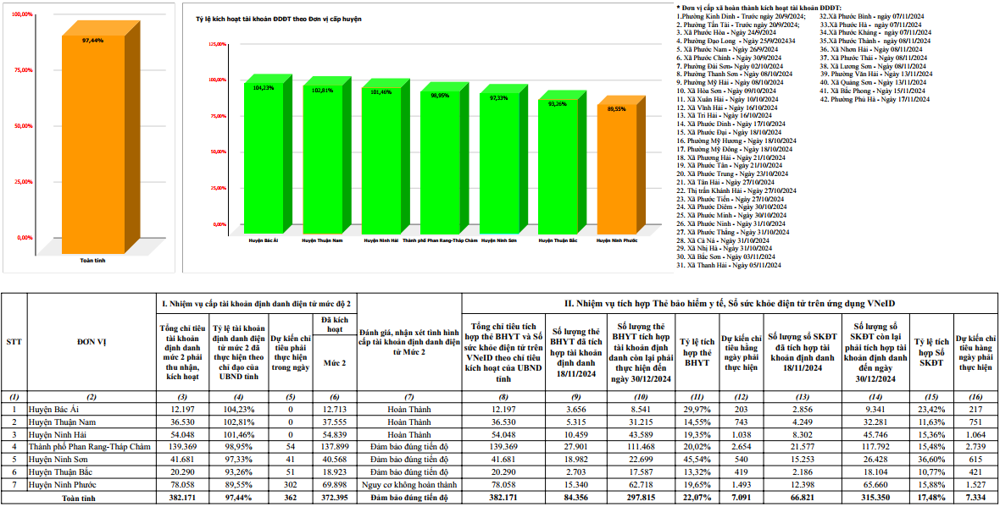 100,00%
75,00%
50,00%
25,00%
0,00%
97,44%
Toàn tỉnh
Tỷ lệ kích hoạt tài khoản ĐDĐT theo Đơn vị cấp huyện
125,00%
100,00%
75,00%
50,00%
25,00%
0,00%
104,23%
102,81%
101,46%
98,95%
97,33%
93,26%
89,55%
Huyện Bác Ái
Huyện Thuận Nam
Huyện Ninh Hải
Thành phố Phan Rang-Tháp Chàm
Huyện Ninh Sơn
Huyện Thuận Bắc
Huyện Ninh Phước
* Đơn vị cấp xã hoàn thành kích hoạt tài khoản ĐDĐT:
1.Phường Kinh Dinh - Trước ngày 20/9/2024;
2. Phường Tấn Tài - Trước ngày 20/9/2024;
3. Xã Phước Hòa - Ngày 24/9/2024
4. Phường Đạo Long - Ngày 25/9/202434
5. Xã Phước Nam - Ngày 26/9/2024
6. Xã Phước Chính - Ngày 30/9/2024
7. Phường Đài Sơn- Ngày 02/10/2024
8. Phường Thanh Sơn - Ngày 08/10/2024
9. Phường Mỹ Hải - Ngày 08/10/2024
10. Xã Hòa Sơn - Ngày 09/10/2024
11. Xã Xuân Hải - Ngày 10/10/2024
12. Xã Vĩnh Hải - Ngày 16/10/2024
13. Xã Tri Hải - Ngày 16/10/2024
14. Xã Phước Dinh - Ngày 17/10/2024
15. Xã Phước Đại - Ngày 18/10/2024
16. Phường Mỹ Hương - Ngày 18/10/2024
17. Phường Mỹ Đông - Ngày 18/10/2024
18. Xã Phương Hải - Ngày 21/10/2024
19. Xã Phước Tân - Ngày 21/10/2024
20. Xã Phước Trung - Ngày 23/10/2024
21. Xã Tân Hải - Ngày 27/10/2024
22. Thị trấn Khánh Hải - Ngày 27/10/2024
23. Xã Phước Tiến - Ngày 27/10/2024
24. Xã Phước Diêm - Ngày 30/10/2024
25. Xã Phước Minh - Ngày 30/10/2024
26. Xã Phước Ninh - Ngày 31/10/2024
27. Xã Phước Thắng - Ngày 31/10/2024
28. Xã Cà Ná - Ngày 31/10/2024
29. Xã Nhị Hà - Ngày 31/10/2024
30. Xã Bắc Sơn - Ngày 03/11/2024
31. Xã Thanh Hải - Ngày 05/11/2024
32.Xã Phước Bình - ngày 07/11/2024
33.Xã Phước Hà - ngày 07/11/2024
34.Xã Phước Kháng - ngày 07/11/2024
35.Xã Phước Thành - ngày 08/11/2024
36. Xã Nhơn Hải - Ngày 08/11/2024
37. Xã Phước Thái - Ngày 08/11/2024
38. Xã Lương Sơn - Ngày 08/11/2024
39. Phường Văn Hải - Ngày 13/11/2024
40. Xã Quảng Sơn - Ngày 13/11/2024
41. Xã Bắc Phong - Ngày 15/11/2024
42. Phường Phủ Hà - Ngày 17/11/2024
STT
ĐƠN VỊ
I. Nhiệm vụ cấp tài khoản định danh điện tử mức độ 2
Tổng chỉ tiêu tài khoản định danh mức 2 phải thu nhận, kích hoạt
Tỷ lệ tài khoản định danh điện tử mức 2 đã thực hiện theo chỉ đạo của UBND tỉnh
Dự kiến chỉ tiêu phải thực hiện trong ngày
Đã kích hoạt
Mức 2
Đánh giá, nhận xét tình hình cấp tài khoản định danh điện tử Mức 2
II. Nhiệm vụ tích hợp Thẻ bảo hiểm y tế, Sổ sức khỏe điện tử trên ứng dụng VNeID
Tổng chỉ tiêu tích hợp thẻ BHYT và Sổ sức khỏe điện tử trên VNeID theo chỉ tiêu kích hoạt của UBND tỉnh
Số lượng thẻ BHYT đã tích hợp tài khoản định danh 18/11/2024
Số lượng thẻ BHYT tích hợp tài khoản định danh còn lại phải thực hiện đến ngày 30/12/2024
Tỷ lệ tích hợp thẻ BHYT
Dự kiến chỉ tiêu hằng ngày phải thực hiện
Số lượng sổ SKĐT đã tích hợp tài khoản định danh 18/11/2024
Số lượng sổ SKĐT còn lại phải tích hợp tài khoản định danh đến ngày 30/12/2024
Tỷ lệ tích hợp Sổ SKĐT
Dự kiến chỉ tiêu hàng ngày phải thực hiện
(1) (2) (3) (4) (5) (6) (7) (8) (9) (10) (11) (12) (13) (14) (15) (16)
1 Huyện Bác Ái 12.197 104,23% 0 12.713 Hoàn Thành 12.197 3.656 8.541 29,97% 203 2.856 9.341 23,42% 217
2 Huyện Thuận Nam 36.530 102,81% 0 37.555 Hoàn Thành 36.530 5.315 31.215 14,55% 743 4.249 32.281 11,63% 751
3 Huyện Ninh Hải 54.048 101,46% 0 54.839 Hoàn Thành 54.048 10.459 43.589 19,35% 1.038 8.302 45.746 15,36% 1.064
4 Thành phố Phan Rang-Tháp Chàm 139.369 98,95% 54 137.899 Đảm bảo đúng tiến độ 139.369 27.901 111.468 20,02% 2.654 21.577 117.792 15,48% 2.739
5 Huyện Ninh Sơn 41.681 97,33% 41 40.568 Đảm bảo đúng tiến độ 41.681 18.982 22.699 45,54% 540 15.253 26.428 36,60% 615
6 Huyện Thuận Bắc 20.290 93,26% 51 18.923 Đảm bảo đúng tiến độ 20.290 2.703 17.587 13,32% 419 2.186 18.104 10,77% 421
7 Huyện Ninh Phước 78.058 89,55% 302 69.898 Nguy cơ không hoàn thành 78.058 15.340 62.718 19,65% 1.493 12.398 65.660 15,88% 1.527
Toàn tỉnh 382.171 97,44% 362 372.395 Đảm bảo đúng tiến độ 382.171 84.356 297.815 22,07% 7.091 66.821 315.350 17,48% 7.334